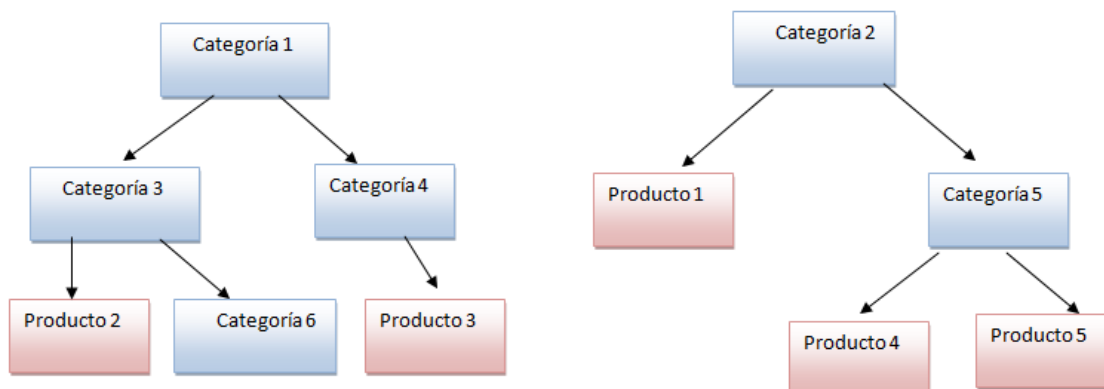 Categoría 1
Categoría 2
Categoría 3
Categoría 4
Producto 1
Categoría 5
Producto 2
Categoría 6
Producto 3
Producto 4
Producto 5